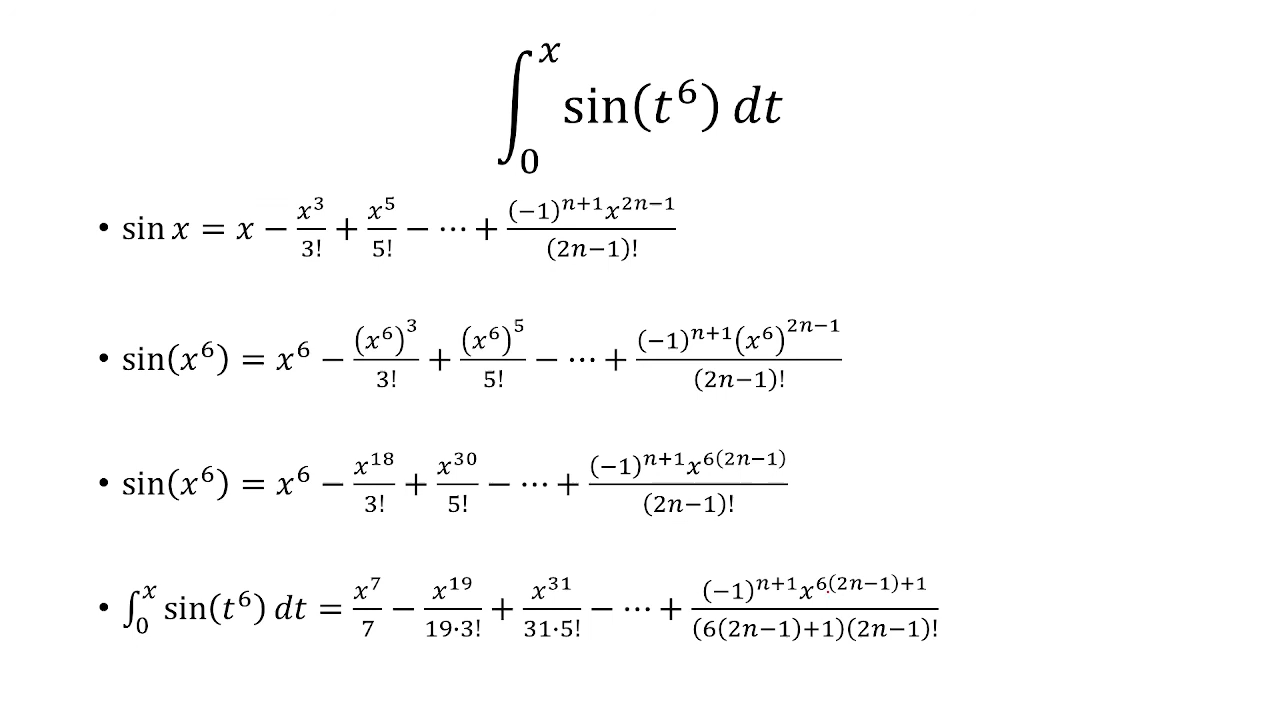 ∫₀ˣ sin(t⁶) dt
• sin x = x − x³/3! + x⁵/5! − ⋯ + (−1)ⁿ⁺¹x²ⁿ⁻¹/(2n−1)!
• sin(x⁶) = x⁶ − (x⁶)³/3! + (x⁶)⁵/5! − ⋯ + (−1)ⁿ⁺¹(x⁶)²ⁿ⁻¹/(2n−1)!
• sin(x⁶) = x⁶ − x¹⁸/3! + x³⁰/5! − ⋯ + (−1)ⁿ⁺¹x⁶⁽²ⁿ⁻¹⁾/(2n−1)!
• ∫₀ˣ sin(t⁶) dt = x⁷/7 − x¹⁹/19·3! + x³¹/31·5! − ⋯ + (−1)ⁿ⁺¹x⁶⁽²ⁿ⁻¹⁾⁺¹/(6(2n−1)+1)(2n−1)!